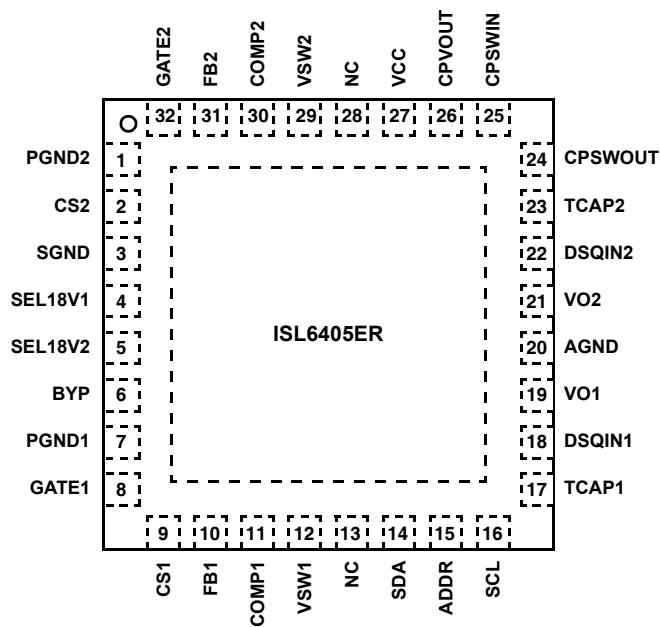 GATE2
FB2
COMP2
VSW2
NC
VCC
CPVOUT
CPSWIN
32 31 30 29 28 27 26 25
PGND2 1
CS2 2
SGND 3
SEL18V1 4
SEL18V2 5
BYP 6
PGND1 7
GATE1 8
ISL6405ER
24 CPSWOUT
23 TCAP2
22 DSQIN2
21 VO2
20 AGND
19 VO1
18 DSQIN1
17 TCAP1
9 10 11 12 13 14 15 16
CS1
FB1
COMP1
VSW1
NC
SDA
ADDR
SCL